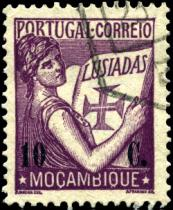 PORTUGAL·CORREIO
LUSIADAS
10 C.
MOÇAMBIQUE